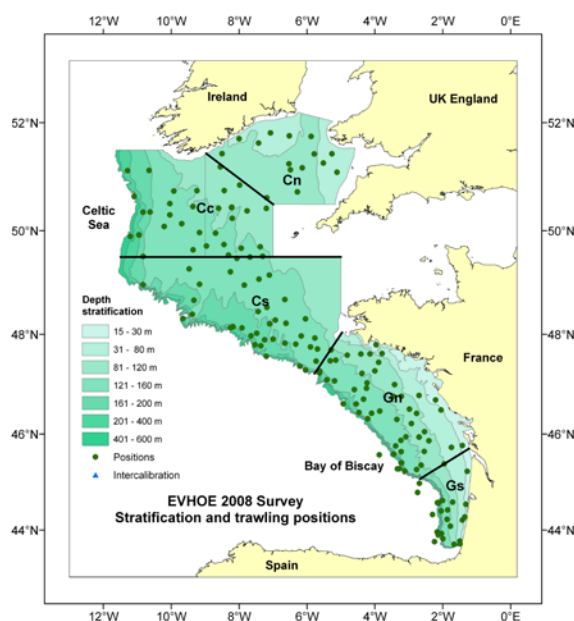 12°W 10°W 8°W 6°W 4°W 2°W 0°E
Ireland
UK England
52°N 52°N
Cn
Cc
Celtic
Sea
50°N 50°N
Cs
Depth
stratification
15 - 30 m
31 - 80 m
81 - 120 m
121 - 160 m
161 - 200 m
201 - 400 m
401 - 600 m
Positions
Intercalibration
48°N 48°N
France
Gn
46°N 46°N
Bay of Biscay
Gs
EVHOE 2008 Survey
Stratification and trawling positions
44°N 44°N
Spain
12°W 10°W 8°W 6°W 4°W 2°W 0°E